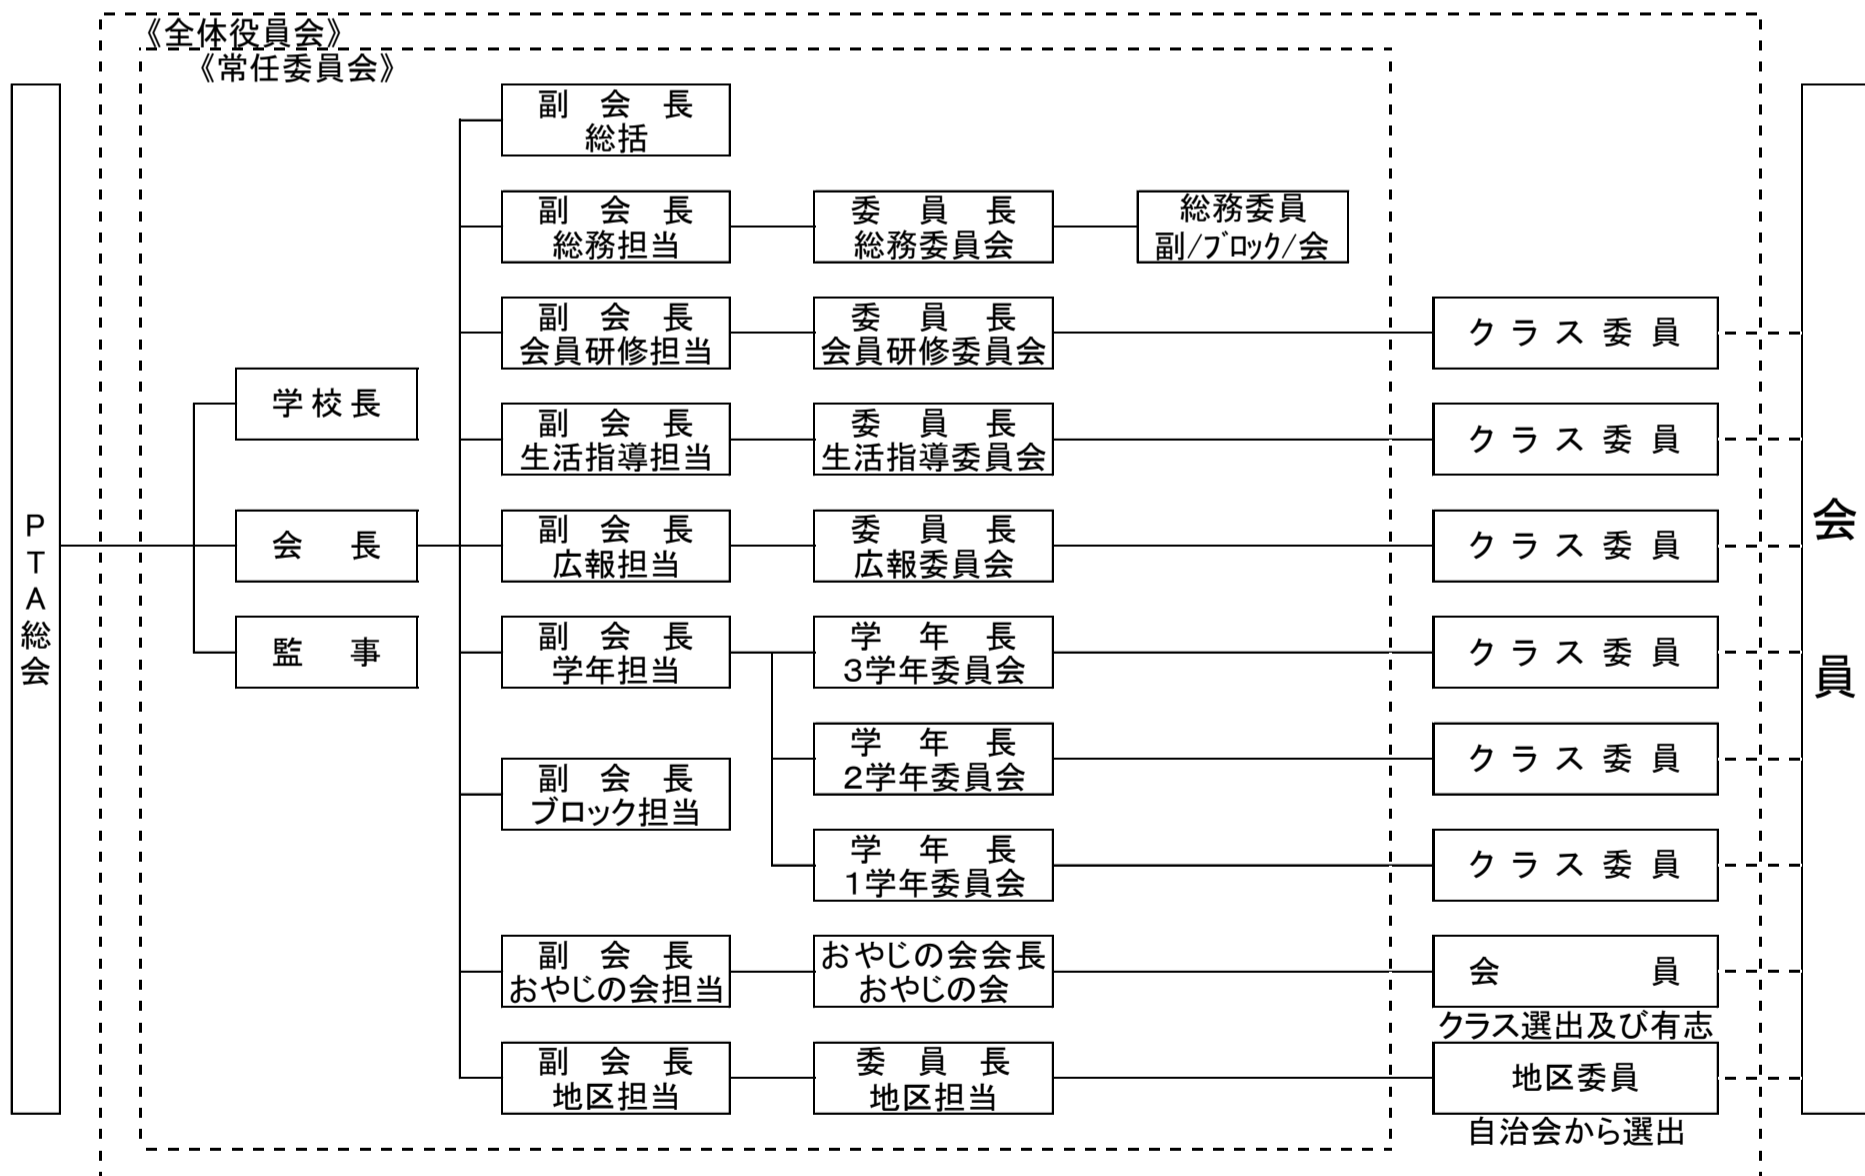 《全体役員会》
《常任委員会》
PTA総会
学校長
会長
監事
副会長
総括
副会長
総務担当
委員長
総務委員会
総務委員
副/ブロック/会
副会長
会員研修担当
委員長
会員研修委員会
クラス委員
副会長
生活指導担当
委員長
生活指導委員会
クラス委員
副会長
広報担当
委員長
広報委員会
クラス委員
副会長
学年担当
学年長
3学年委員会
クラス委員
学年長
2学年委員会
クラス委員
副会長
ブロック担当
学年長
1学年委員会
クラス委員
副会長
おやじの会担当
おやじの会会長
おやじの会
会員
クラス選出及び有志
副会長
地区担当
委員長
地区担当
地区委員
自治会から選出
会員